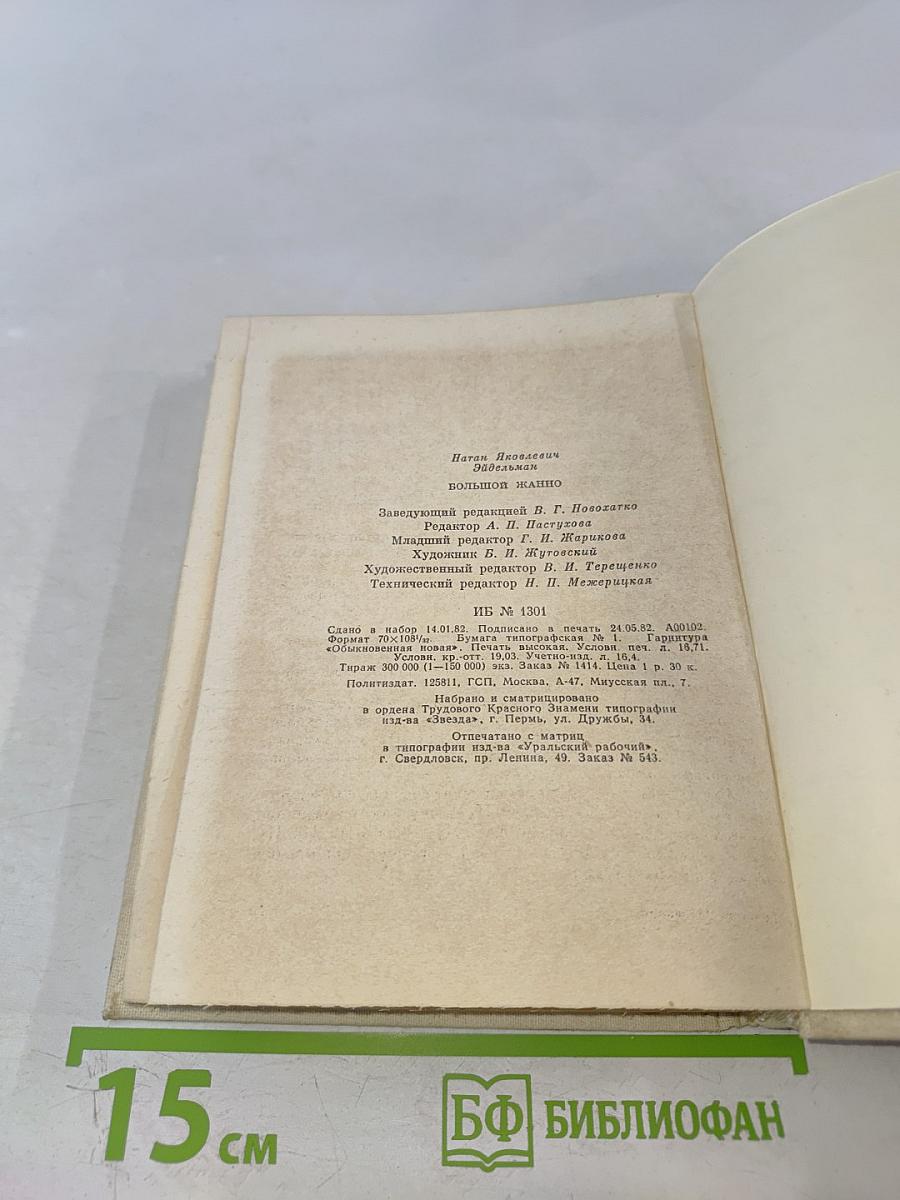 Натан Яковлевич
Эйдельман
БОЛЬШОЙ ЖАННО
Заведующий редакцией В. Г. Новохатко
Редактор А. П. Пастухова
Младший редактор Г. И. Жарикова
Художник Б. И. Жутовский
Художественный редактор В. И. Терещенко
Технический редактор Н. П. Межерицкая
ИБ № 1301
Сдано в набор 14.01.82. Подписано в печать 24.05.82. А00102.
Формат 70×108¹/₃₂. Бумага типографская № 1. Гарнитура
«Обыкновенная новая». Печать высокая. Условн. печ. л. 16,71.
Условн. кр.-отт. 19,03. Учетно-изд. л. 16,4.
Тираж 300 000 (1—150 000) экз. Заказ № 1414. Цена 1 р. 30 к.
Политиздат. 125811, ГСП, Москва, А-47, Миусская пл., 7.
Набрано и сматрицировано
в ордена Трудового Красного Знамени типографии
изд-ва «Звезда», г. Пермь, ул. Дружбы, 34.
Отпечатано с матриц
в типографии изд-ва «Уральский рабочий»,
г. Свердловск, пр. Ленина, 49. Заказ № 543.
15 см
БФ БИБЛИОФАН